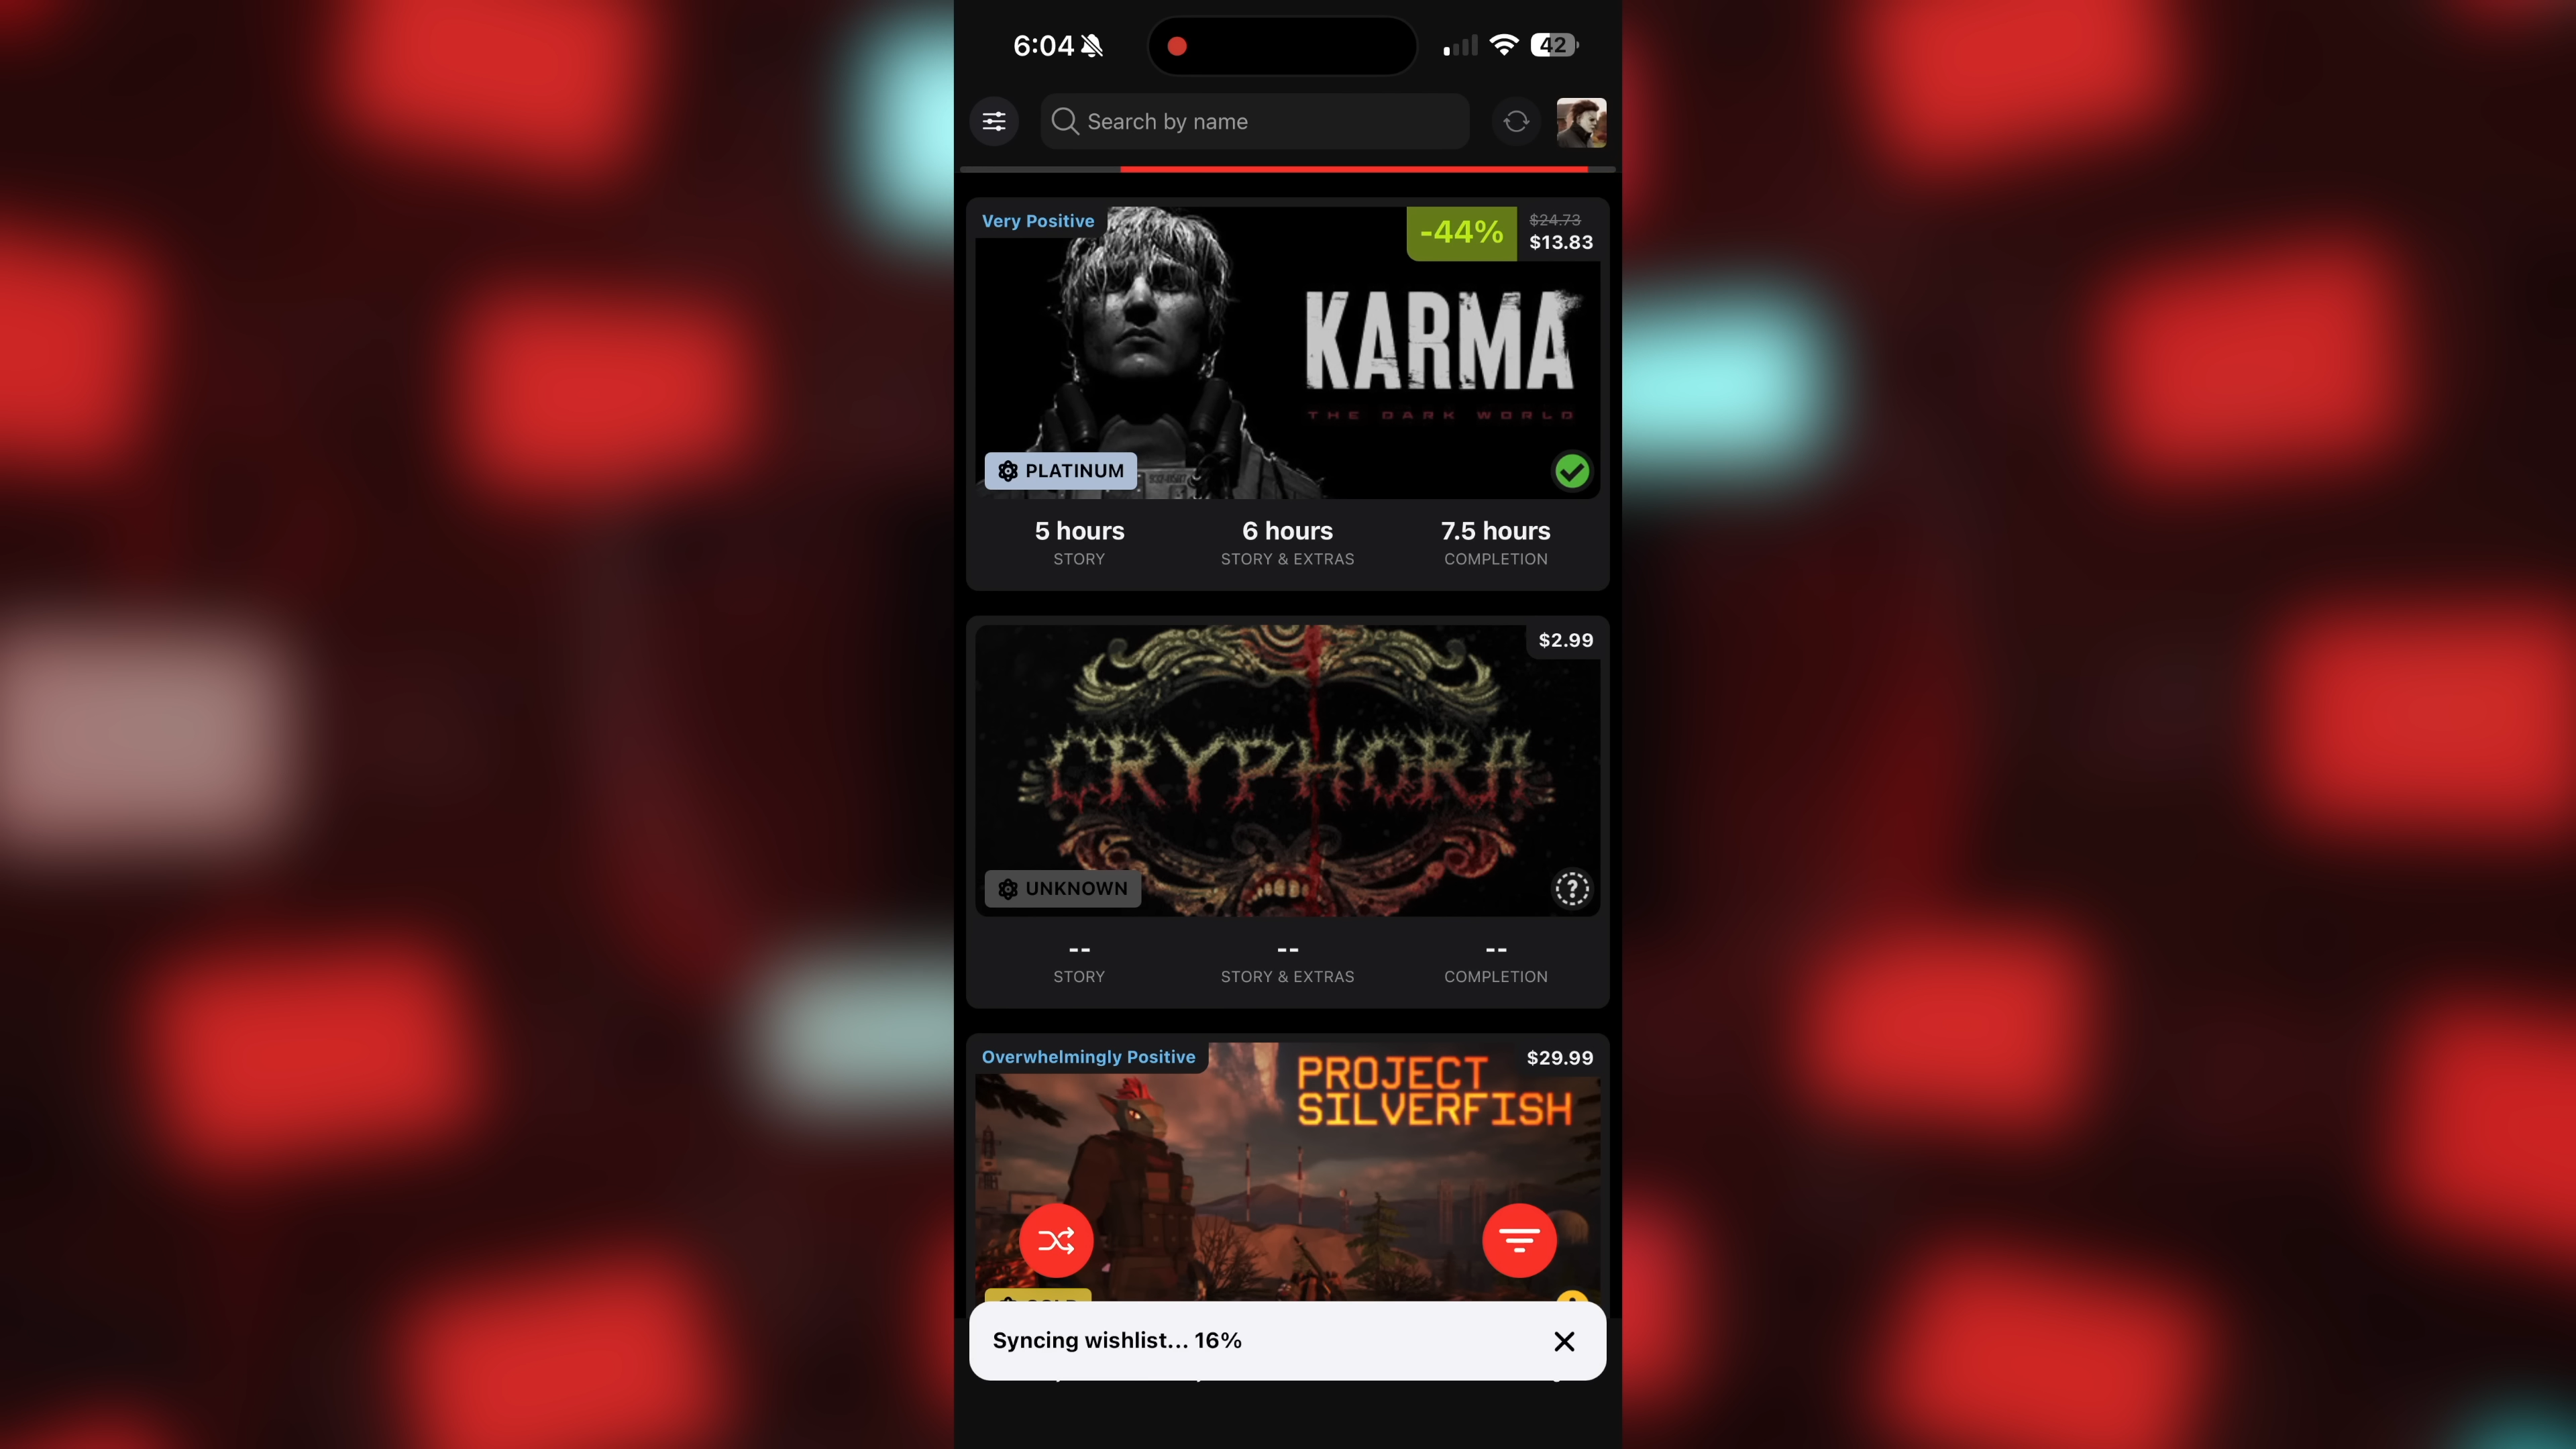 6:04
42
Search by name
Very Positive
-44%
$24.73
$13.83
KARMA
THE DARK WORLD
PLATINUM
5 hours
6 hours
7.5 hours
STORY
STORY & EXTRAS
COMPLETION
$2.99
CRYPHORA
UNKNOWN
--
--
--
STORY
STORY & EXTRAS
COMPLETION
Overwhelmingly Positive
$29.99
PROJECT
SILVERFISH
Syncing wishlist... 16%